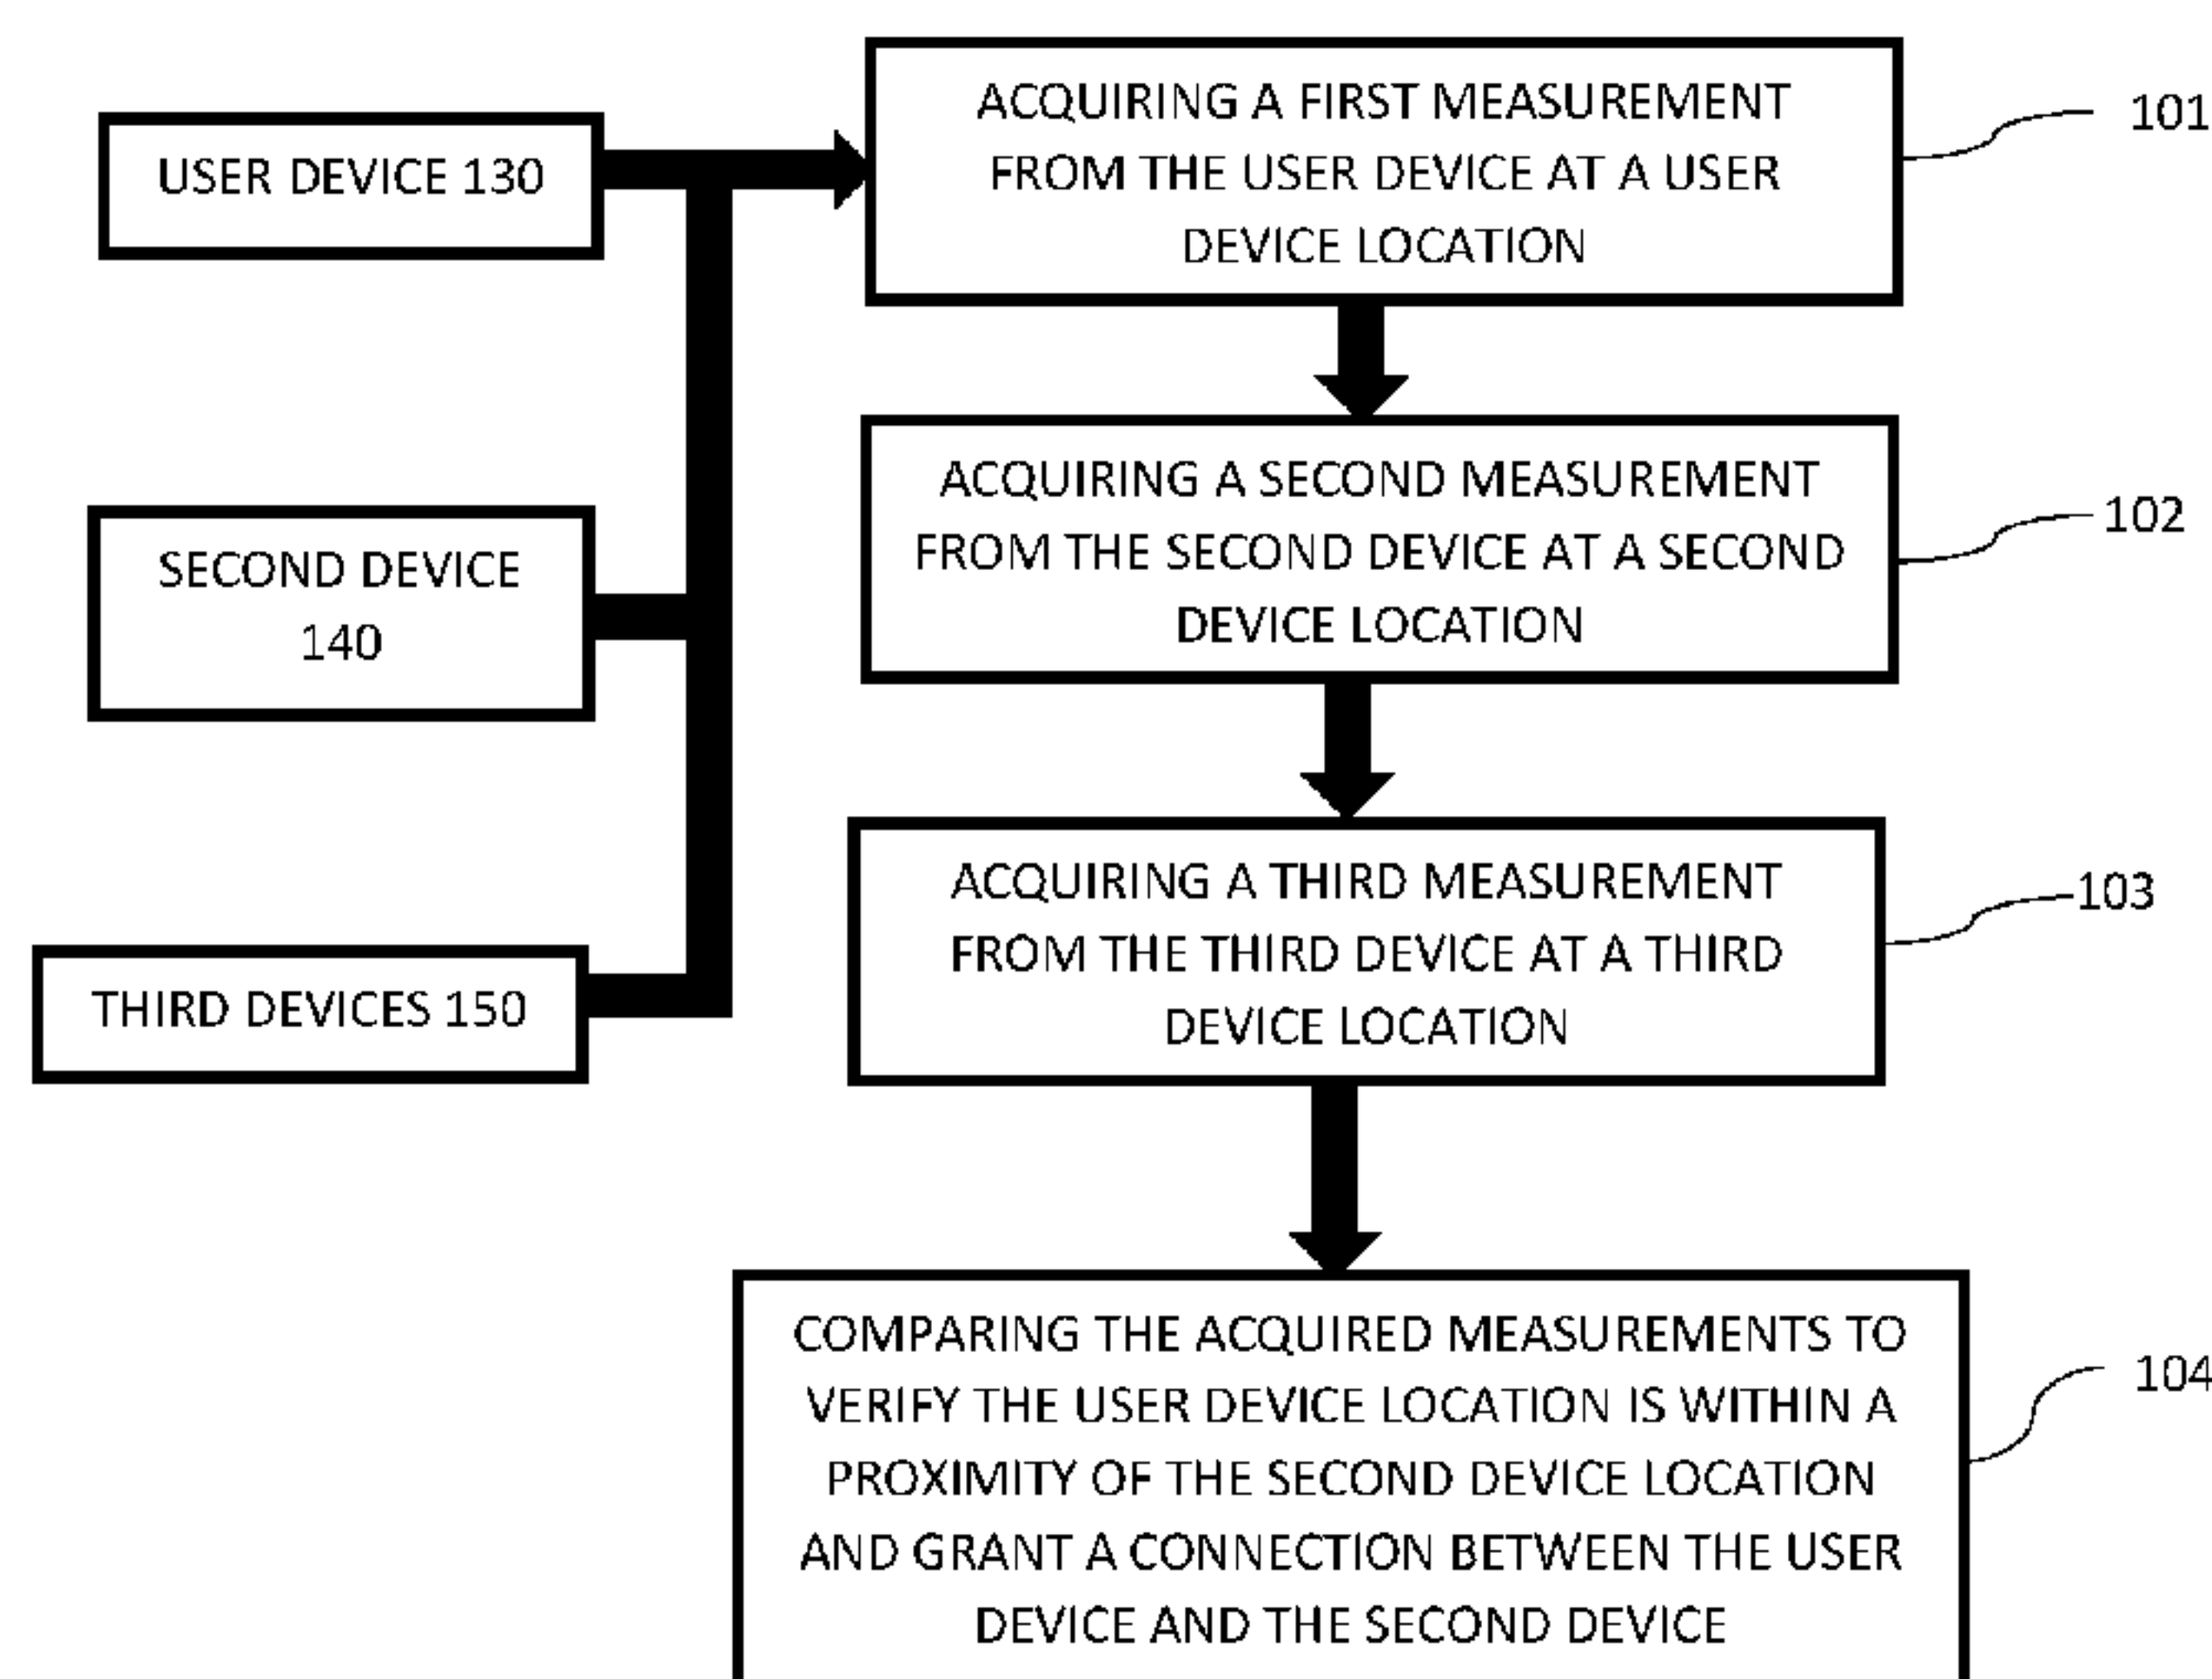 USER DEVICE 130
SECOND DEVICE
140
THIRD DEVICES 150
ACQUIRING A FIRST MEASUREMENT
FROM THE USER DEVICE AT A USER
DEVICE LOCATION
101
ACQUIRING A SECOND MEASUREMENT
FROM THE SECOND DEVICE AT A SECOND
DEVICE LOCATION
102
ACQUIRING A THIRD MEASUREMENT
FROM THE THIRD DEVICE AT A THIRD
DEVICE LOCATION
103
COMPARING THE ACQUIRED MEASUREMENTS TO
VERIFY THE USER DEVICE LOCATION IS WITHIN A
PROXIMITY OF THE SECOND DEVICE LOCATION
AND GRANT A CONNECTION BETWEEN THE USER
DEVICE AND THE SECOND DEVICE
104